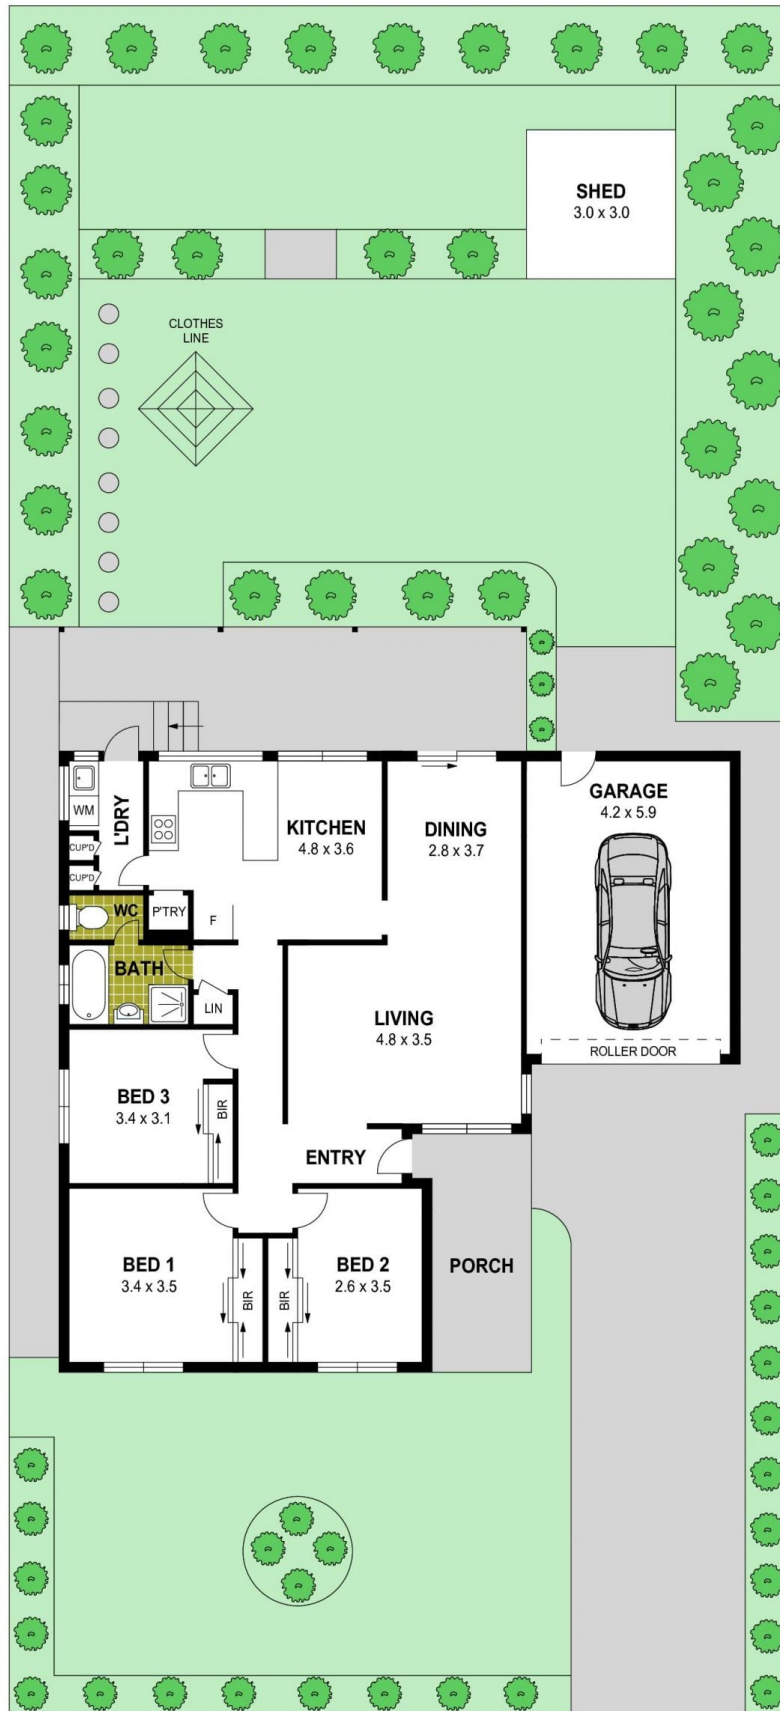 SHED
3.0 x 3.0
CLOTHES
LINE
GARAGE
4.2 x 5.9
WM
L'DRY
KITCHEN
4.8 x 3.6
DINING
2.8 x 3.7
CUP'D
CUP'D
WC
P'TRY
F
BATH
LIN
LIVING
4.8 x 3.5
ROLLER DOOR
BED 3
3.4 x 3.1
BIR
ENTRY
BED 1
3.4 x 3.5
BIR
BIR
BED 2
2.6 x 3.5
PORCH